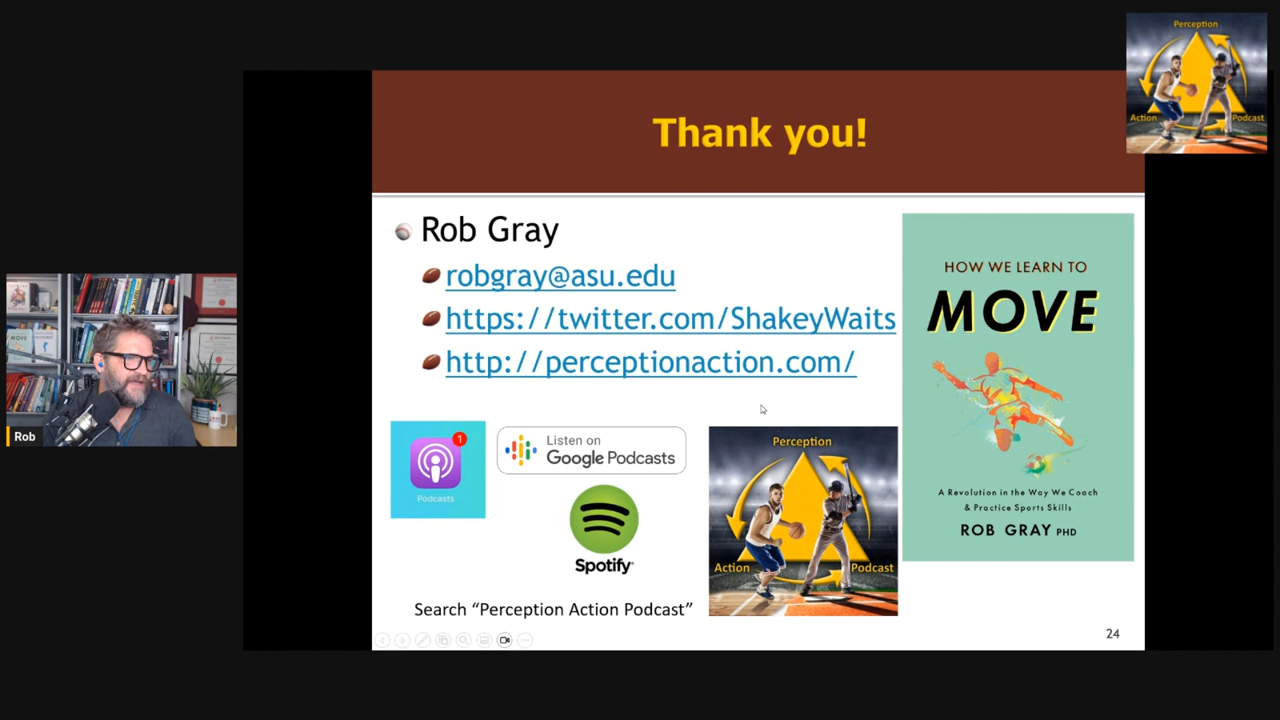 Perception
Action
Podcast
Thank you!
Rob Gray
robgray@asu.edu
https://twitter.com/ShakeyWaits
http://perceptionaction.com/
HOW WE LEARN TO
MOVE
A Revolution in the Way We Coach
& Practice Sports Skills
ROB GRAY PHD
1
Podcasts
Listen on
Google Podcasts
Spotify
Perception
Action
Podcast
Search “Perception Action Podcast”
24
Rob